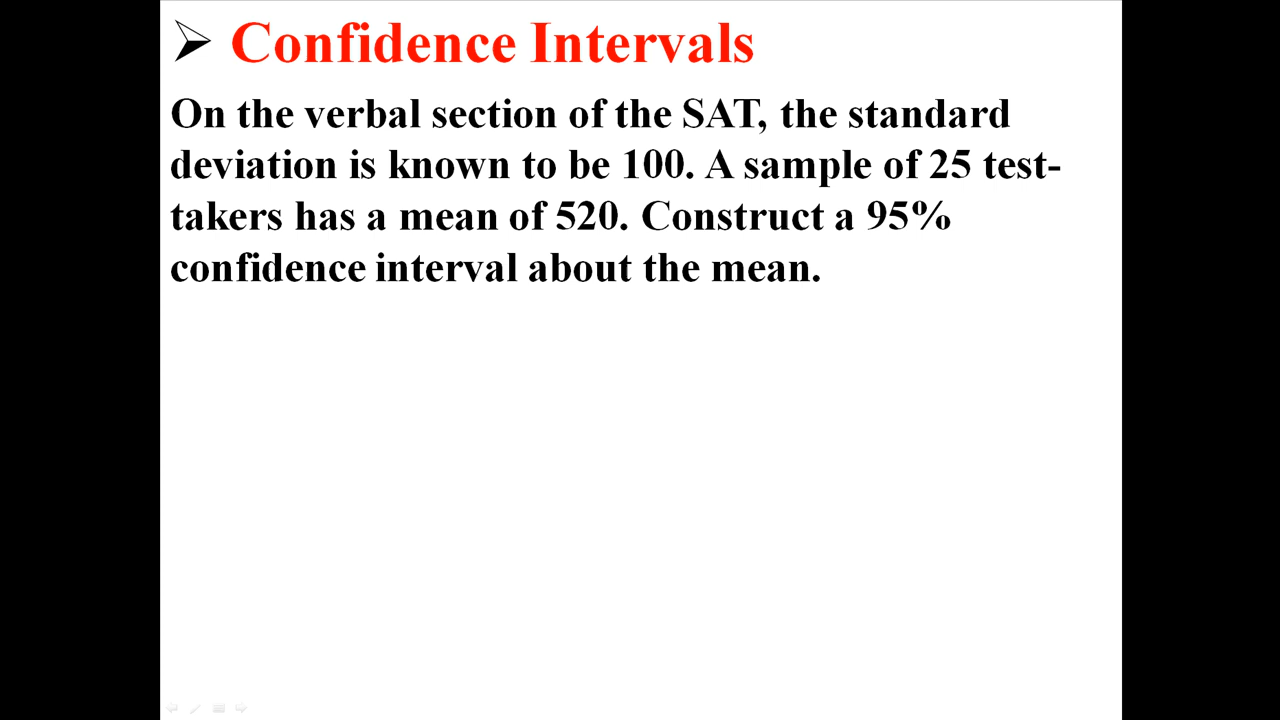 Confidence Intervals
On the verbal section of the SAT, the standard
deviation is known to be 100. A sample of 25 test-
takers has a mean of 520. Construct a 95%
confidence interval about the mean.